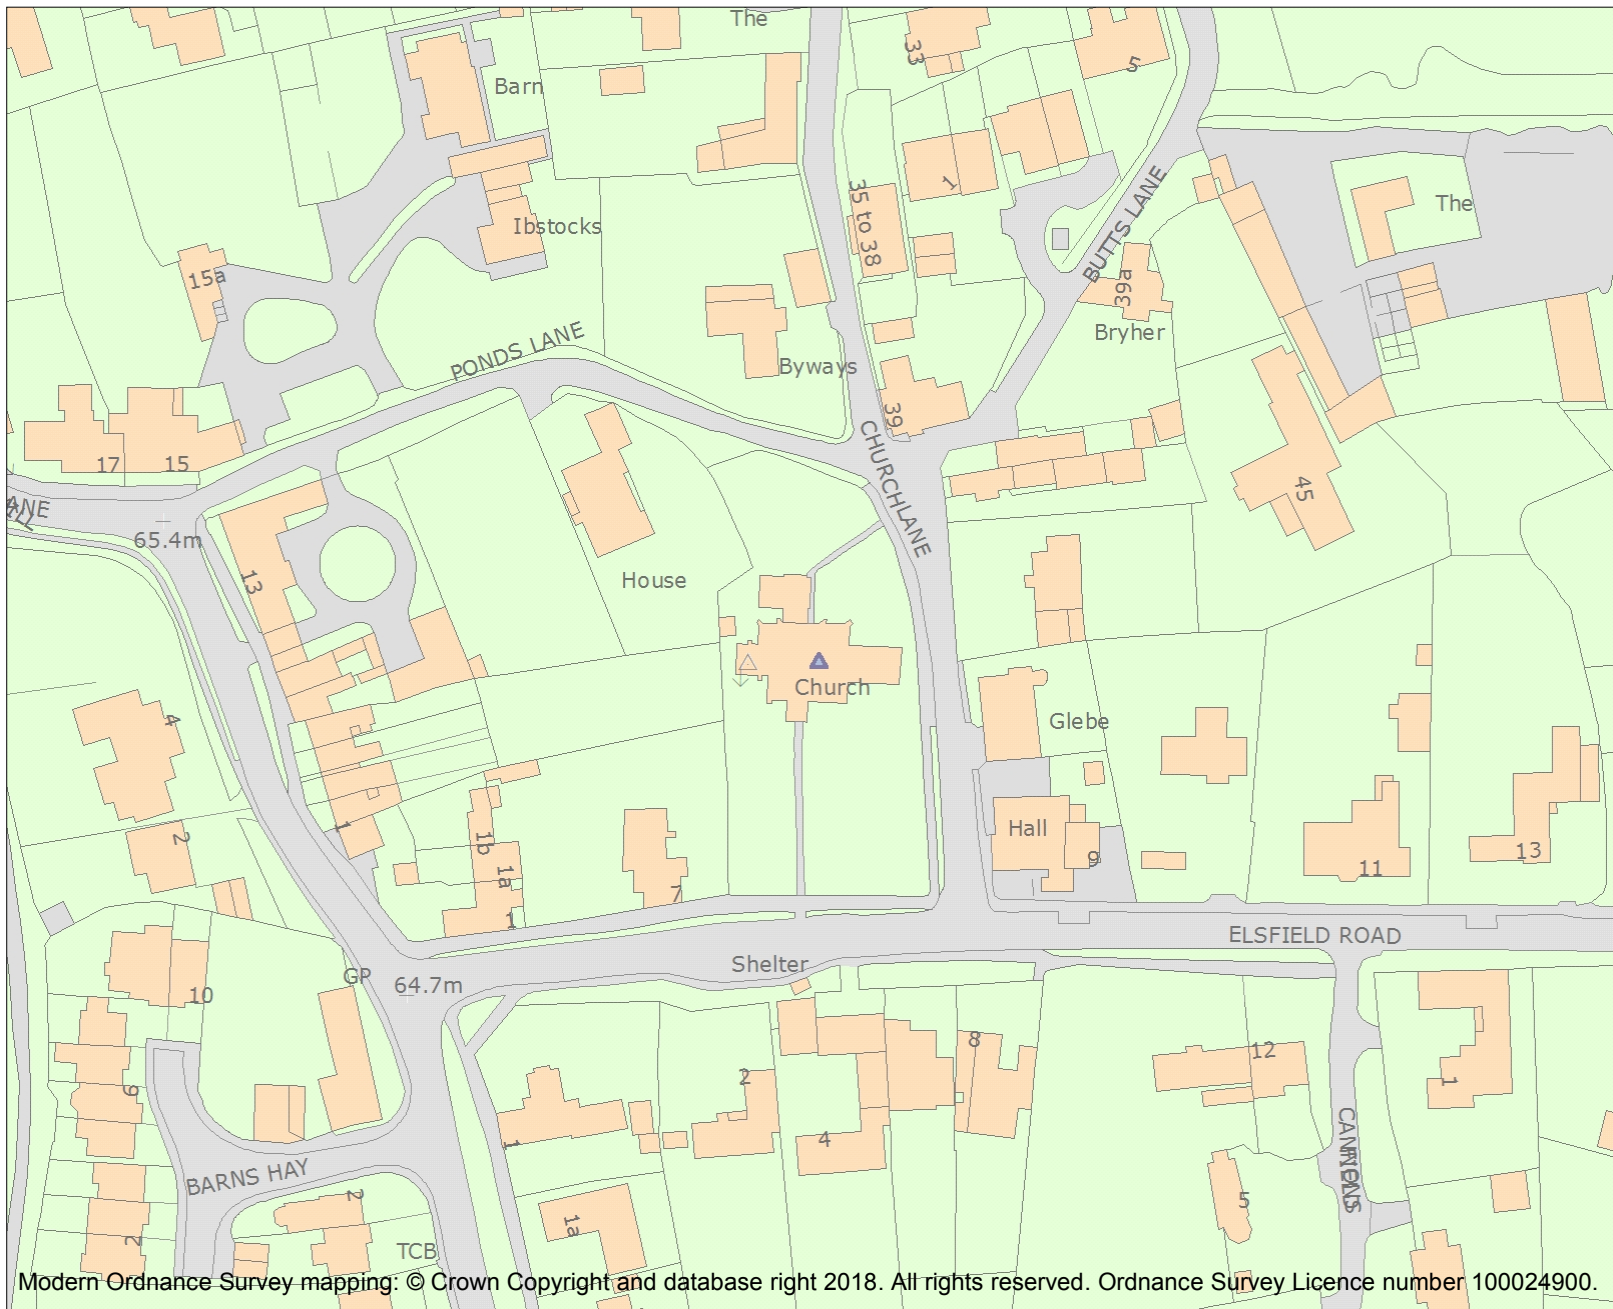 The
33
5
Barn
1
35 to 38
BUTTS LANE
The
Ibstocks
15a
39a
Bryher
PONDS LANE
Byways
39
CHURCHLANE
17
15
45
ANE
65.4m
13
House
4
Church
Glebe
2
1
1b
1a
1
7
Hall
9
11
13
ELSFIELD ROAD
Shelter
GP
64.7m
10
8
12
2
1
6
4
1
BARNS HAY
5
2
1a
2
TCB
Modern Ordnance Survey mapping: © Crown Copyright and database right 2018. All rights reserved. Ordnance Survey Licence number 100024900.